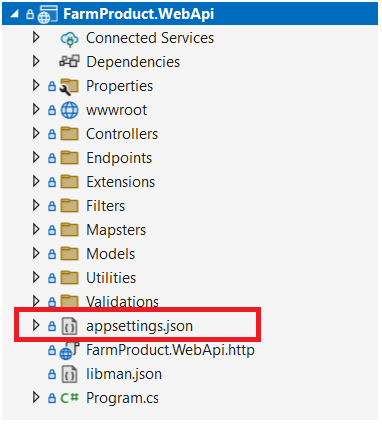 FarmProduct.WebApi
Connected Services
Dependencies
Properties
wwwroot
Controllers
Endpoints
Extensions
Filters
Mapsters
Models
Utilities
Validations
appsettings.json
FarmProduct.WebApi.http
libman.json
C# Program.cs